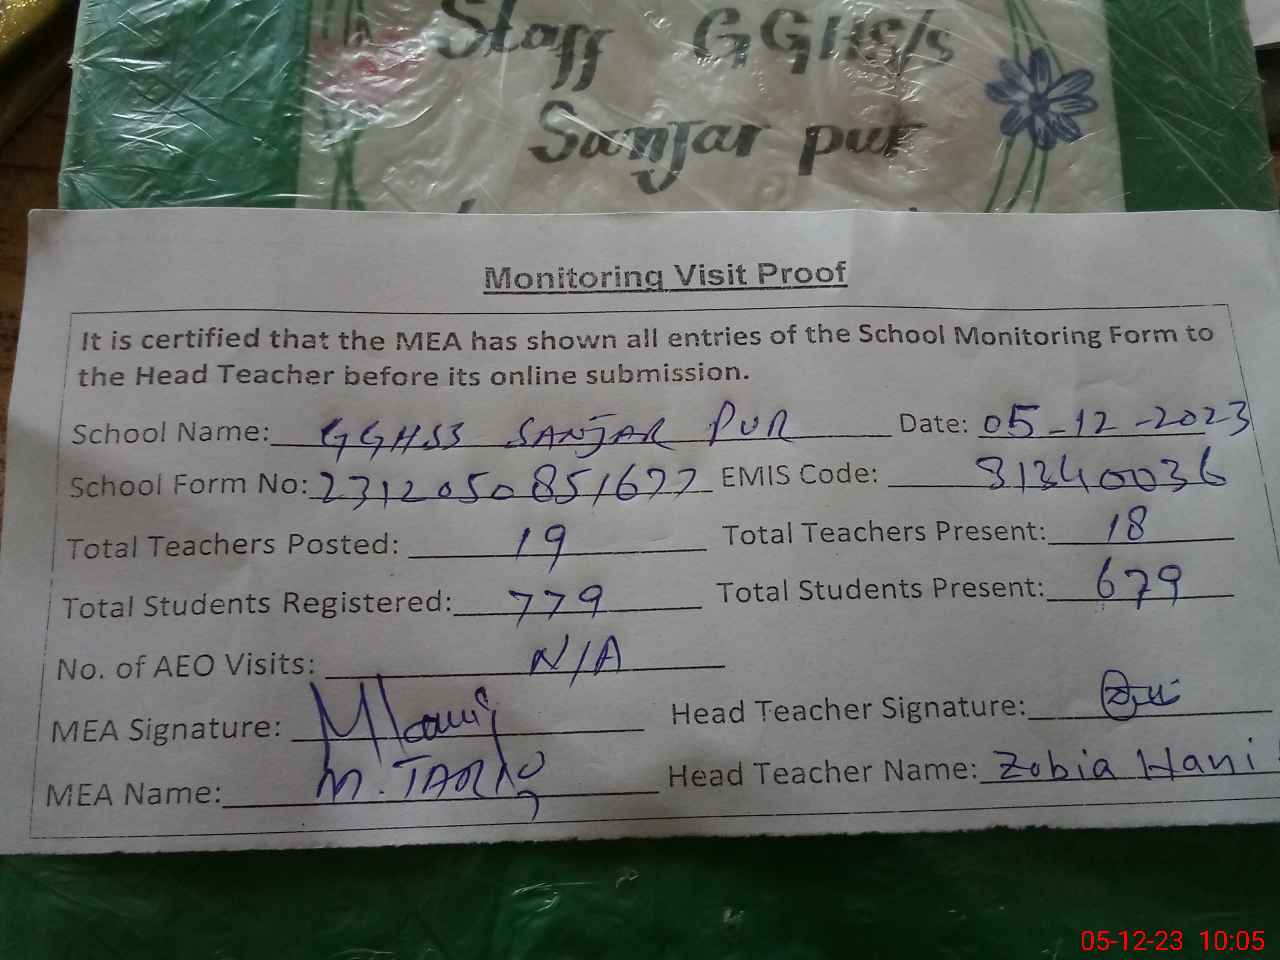 Staff GGHS/s
Sanjar pur
Monitoring Visit Proof
It is certified that the MEA has shown all entries of the School Monitoring Form to
the Head Teacher before its online submission.
School Name: GGHSS SANJAR PUR Date: 05-12-2023
School Form No: 2312050851677 EMIS Code: 31340036
Total Teachers Posted: 19 Total Teachers Present: 18
Total Students Registered: 779 Total Students Present: 679
No. of AEO Visits: N/A
MEA Signature: Head Teacher Signature:
MEA Name: M. TARIQ Head Teacher Name: Zobia Hani
05-12-23 10:05